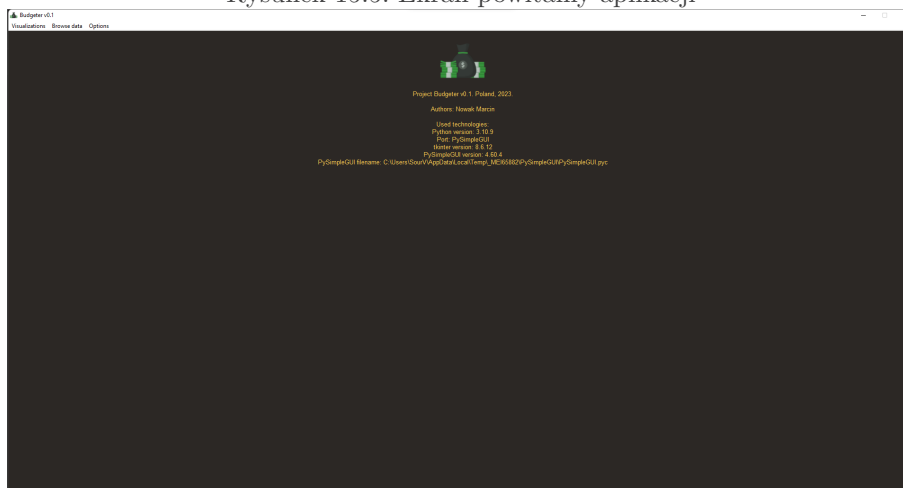 Rysunek 10.5: Ekran powitalny aplikacji
Budgeter v0.1
Visualizations Browse data Options
Project Budgeter v0.1. Poland, 2023.
Authors: Nowak Marcin
Used technologies:
Python version: 3.10.9
Port: PySimpleGUI
tkinter version: 8.6.12
PySimpleGUI version: 4.60.4
PySimpleGUI filename: C:\Users\SourV\AppData\Local\Temp\_MEI65882\PySimpleGUI\PySimpleGUI.pyc